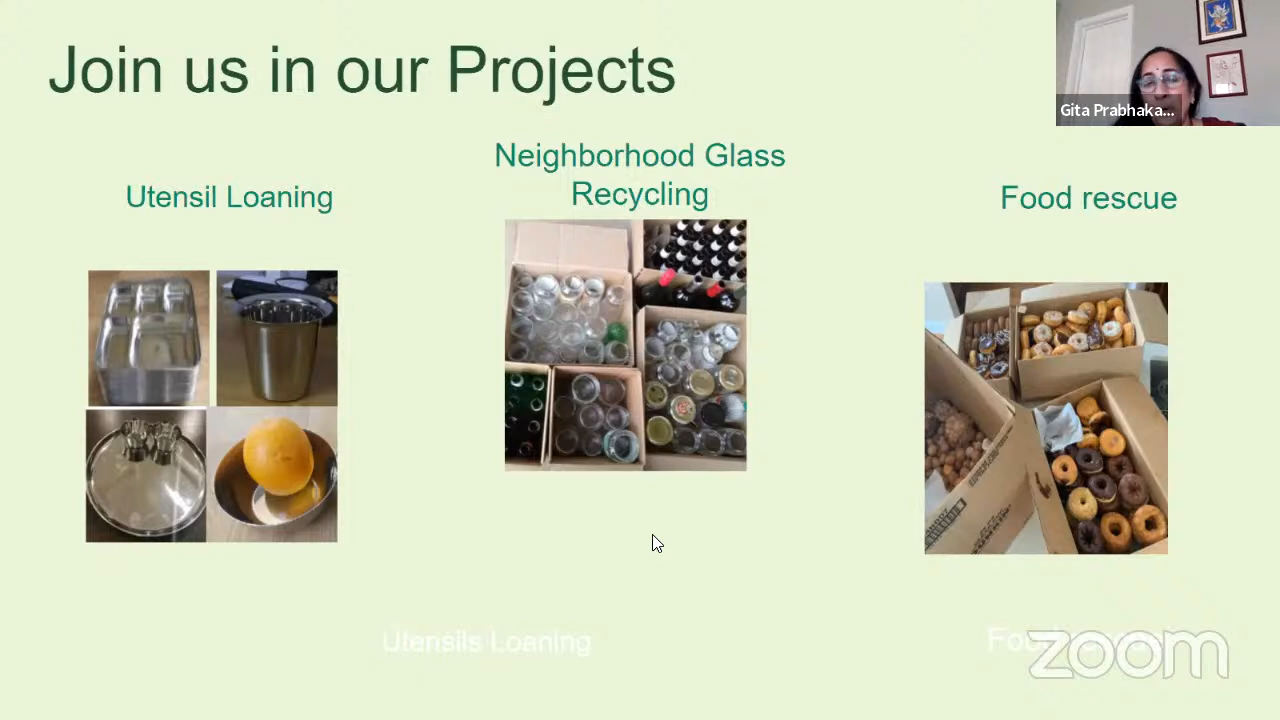 Join us in our Projects
Gita Prabhaka...
Neighborhood Glass
Recycling
Utensil Loaning
Food rescue
Utensils Loaning
zoom